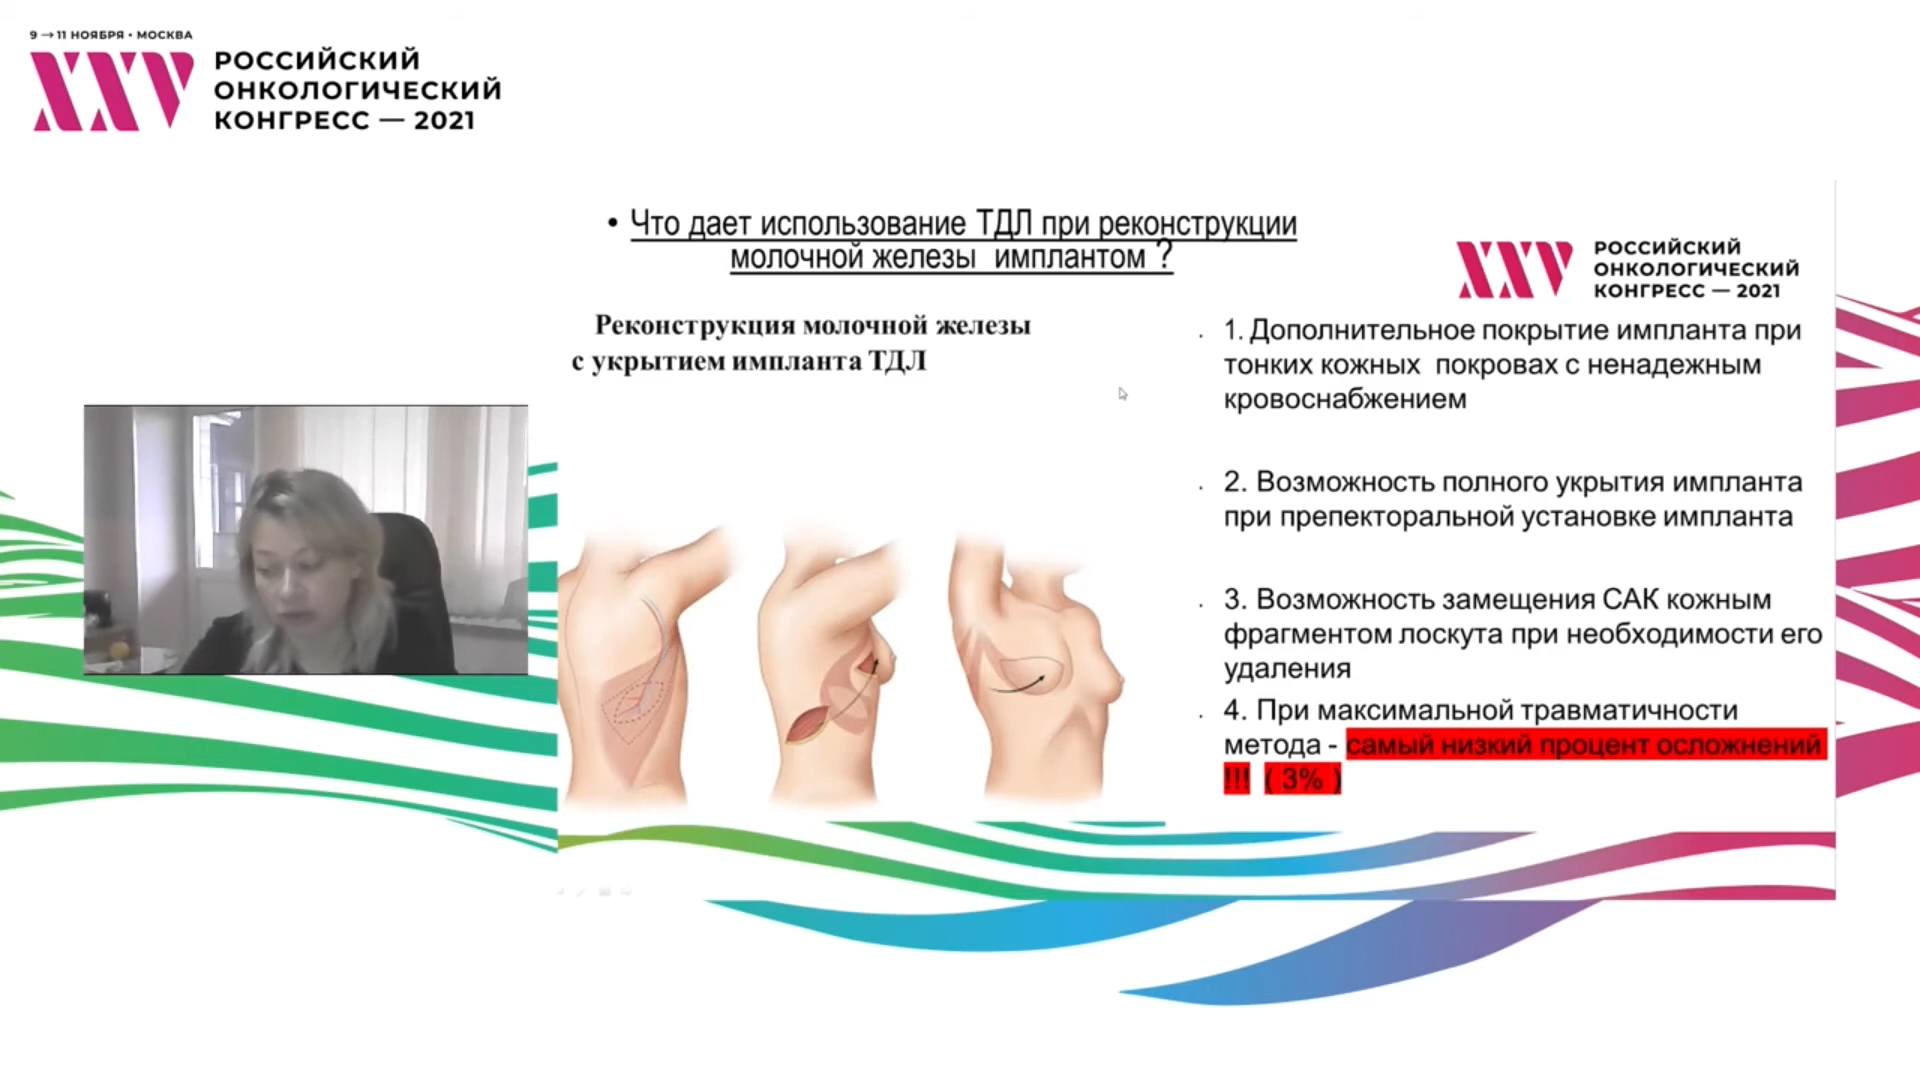 9 → 11 НОЯБРЯ • МОСКВА
XXV
РОССИЙСКИЙ
ОНКОЛОГИЧЕСКИЙ
КОНГРЕСС — 2021
• Что дает использование ТДЛ при реконструкции
молочной железы имплантом ?
XXV
РОССИЙСКИЙ
ОНКОЛОГИЧЕСКИЙ
КОНГРЕСС — 2021
Реконструкция молочной железы
с укрытием импланта ТДЛ
1. Дополнительное покрытие импланта при
тонких кожных покровах с ненадежным
кровоснабжением
2. Возможность полного укрытия импланта
при препекторальной установке импланта
3. Возможность замещения САК кожным
фрагментом лоскута при необходимости его
удаления
4. При максимальной травматичности
метода - самый низкий процент осложнений
!!! ( 3% )